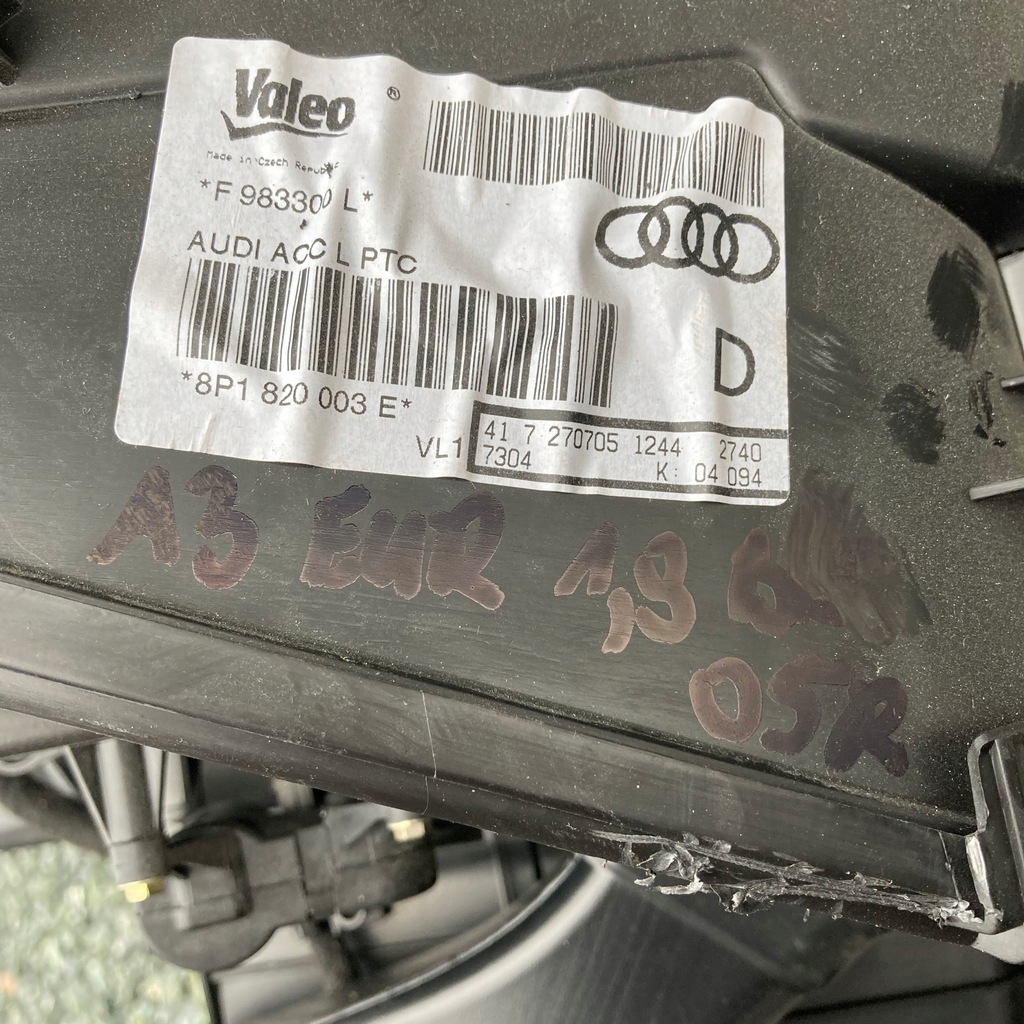 Valeo ®
Made in Czech Republic
*F 983300 L*
AUDI ACC L PTC
*8P1 820 003 E*
D
VL1
41 7 270705 1244 2740
7304 K: 04 094
A3 EUR 1,9
05R